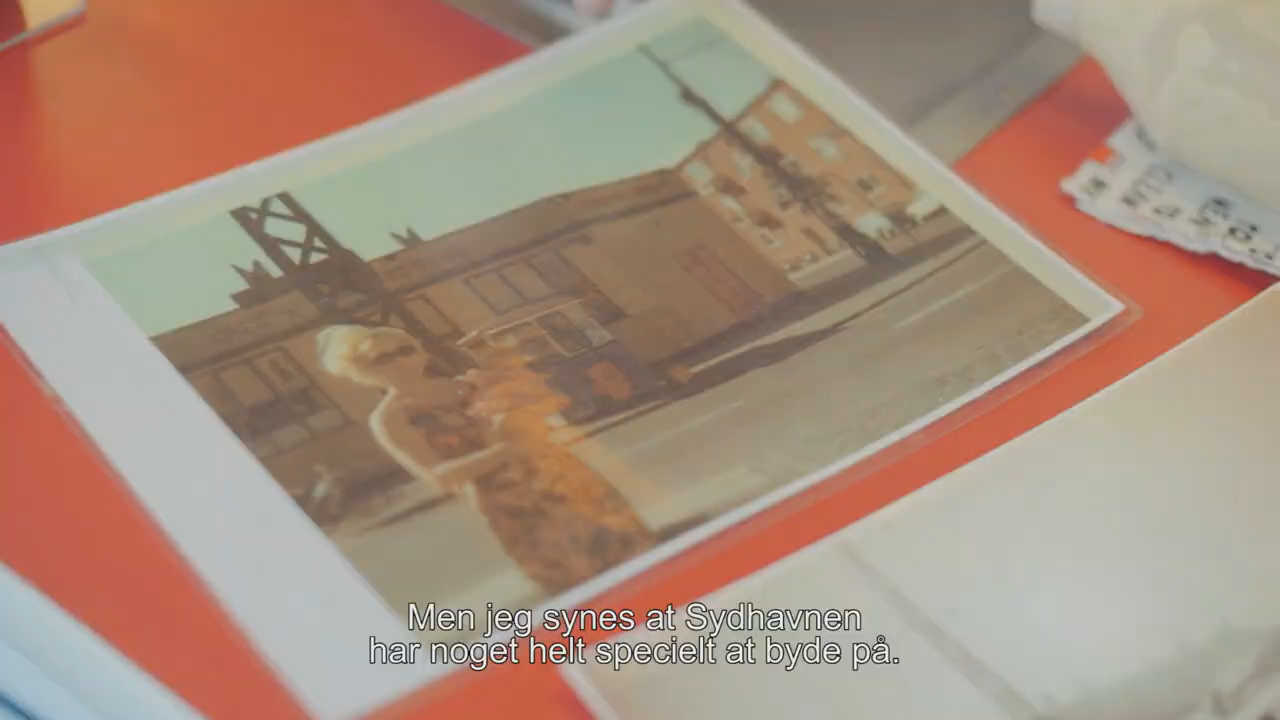 Men jeg synes at Sydhavnen
har noget helt specielt at byde på.